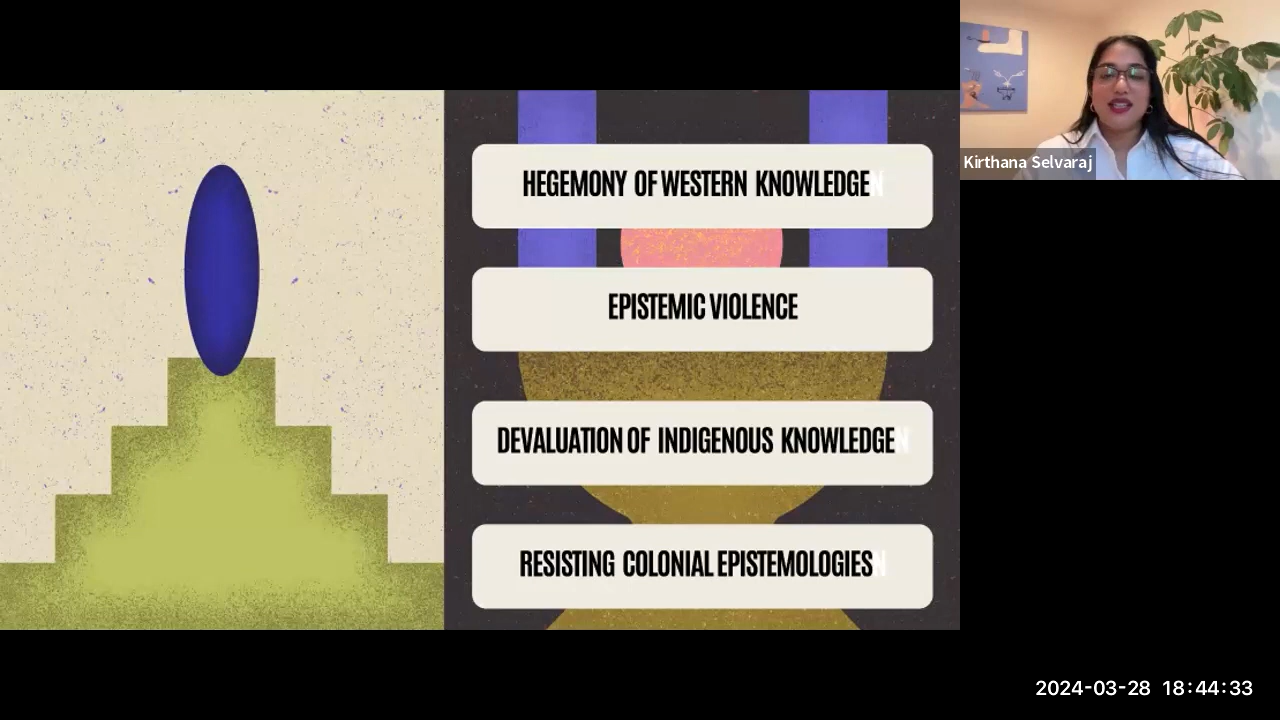 HEGEMONY OF WESTERN KNOWLEDGE
EPISTEMIC VIOLENCE
DEVALUATION OF INDIGENOUS KNOWLEDGE
RESISTING COLONIAL EPISTEMOLOGIES
Kirthana Selvaraj
2024-03-28 18:44:33